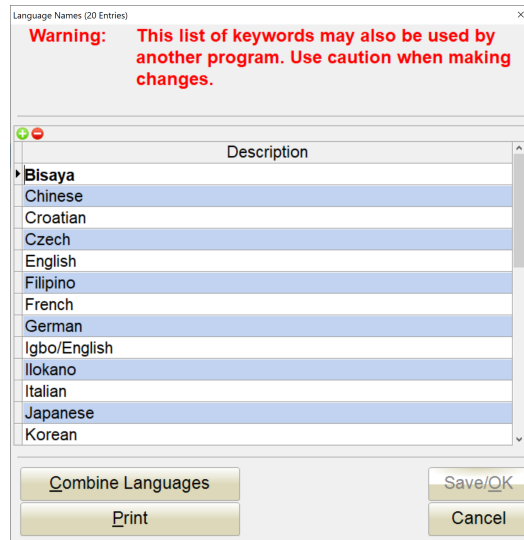 Language Names (20 Entries)
Warning: This list of keywords may also be used by
another program. Use caution when making
changes.
Description
Bisaya
Chinese
Croatian
Czech
English
Filipino
French
German
Igbo/English
Ilokano
Italian
Japanese
Korean
Combine Languages
Save/OK
Print
Cancel